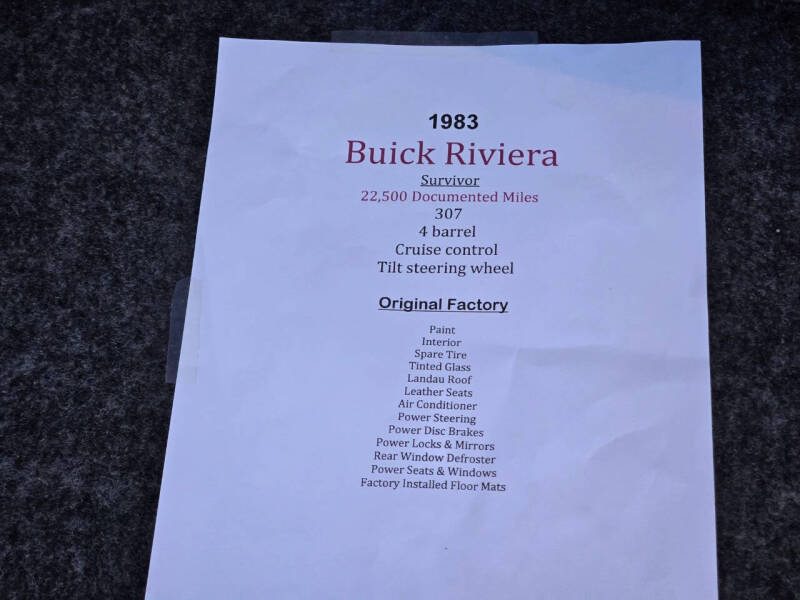 1983
Buick Riviera
Survivor
22,500 Documented Miles
307
4 barrel
Cruise control
Tilt steering wheel
Original Factory
Paint
Interior
Spare Tire
Tinted Glass
Landau Roof
Leather Seats
Air Conditioner
Power Steering
Power Disc Brakes
Power Locks & Mirrors
Rear Window Defroster
Power Seats & Windows
Factory Installed Floor Mats